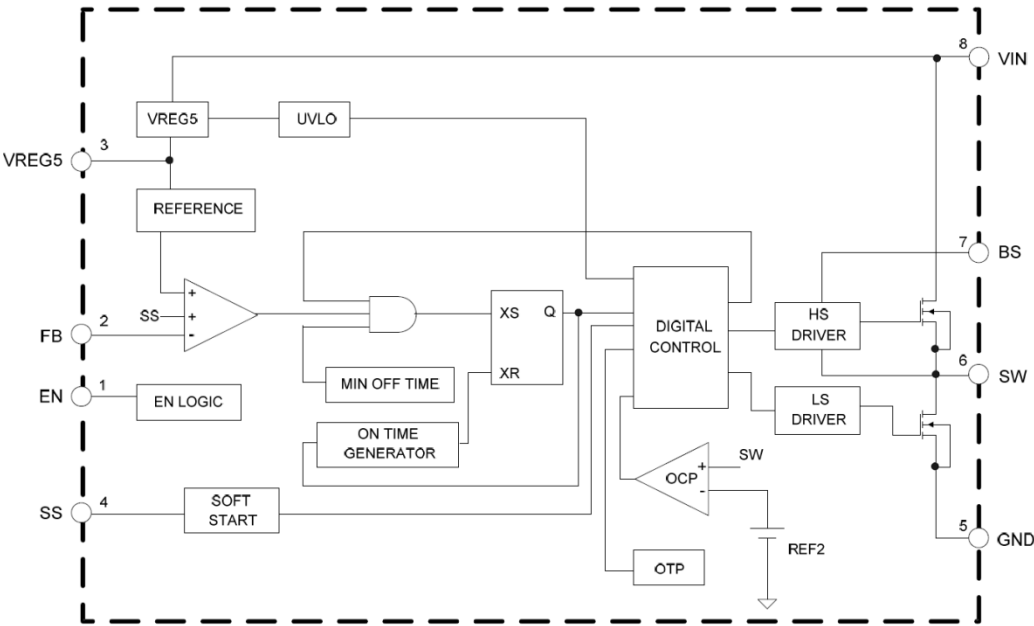 8
VIN
VREG5
UVLO
3
VREG5
REFERENCE
7
BS
+
SS
+
-
2
FB
XS
Q
XR
DIGITAL
CONTROL
HS
DRIVER
6
SW
MIN OFF TIME
1
EN
EN LOGIC
LS
DRIVER
ON TIME
GENERATOR
SW
+
OCP
-
4
SS
SOFT
START
5
GND
REF2
OTP